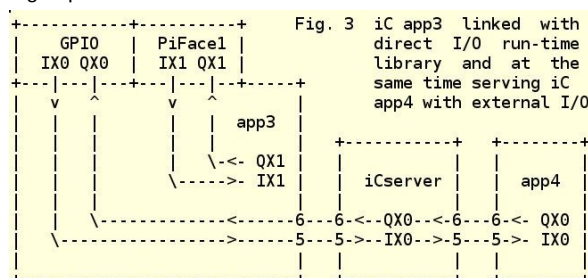 +-----------+----------+      Fig. 3  iC app3  linked  with
|   GPIO    |  PiFace1 |              direct  I/O  run-time
|  IX0 QX0  |  IX1 QX1 |              library  and  at  the
+---|---|---+---|---|--+------+       same time serving iC
|   v   ^       v   ^         |       app4 with external I/O
|   |   |       |   |  app3   |
|   |   |       |   |         |   +-----------+   +--------+
|   |   |       |   \-<- QX1  |   |           |   |        |
|   |   |       \----->- IX1  |   |  iCserver |   |  app4  |
|   |   |                     |   |           |   |        |
|   |   \---------------<-----6---6-<--QX0--<-6---5-<- QX0 |
|   \------------------->-----5---5->--IX0-->-5---5->- IX0 |
|                             |   |           |   |        |